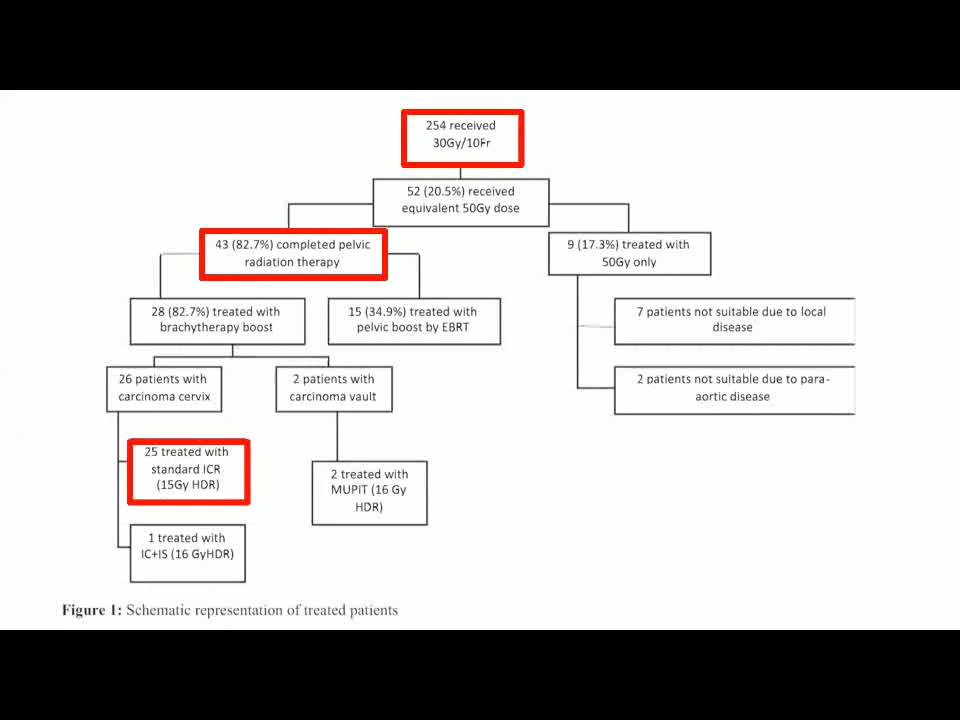 254 received
30Gy/10Fr
52 (20.5%) received
equivalent 50Gy dose
43 (82.7%) completed pelvic
radiation therapy
9 (17.3%) treated with
50Gy only
28 (82.7%) treated with
brachytherapy boost
15 (34.9%) treated with
pelvic boost by EBRT
7 patients not suitable due to local
disease
26 patients with
carcinoma cervix
2 patients with
carcinoma vault
2 patients not suitable due to para-
aortic disease
25 treated with
standard ICR
(15Gy HDR)
2 treated with
MUPIT (16 Gy
HDR)
1 treated with
IC+IS (16 GyHDR)
Figure 1: Schematic representation of treated patients